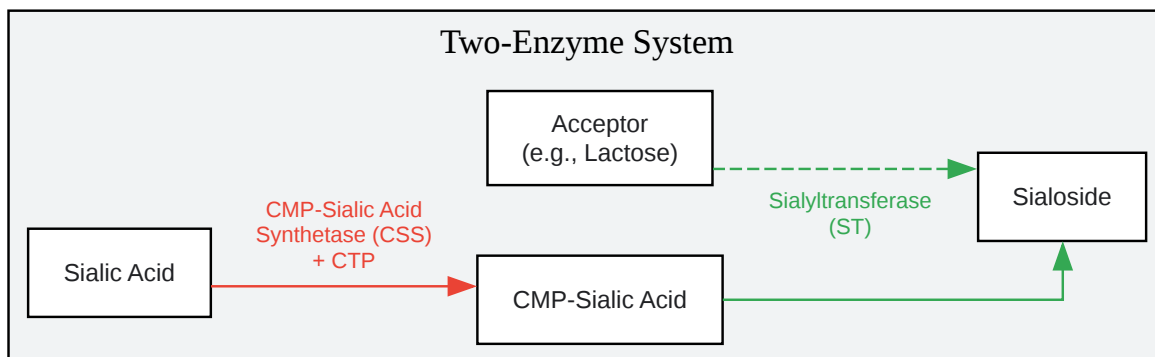 Two-Enzyme System
Acceptor
(e.g., Lactose)
Sialyltransferase
(ST)
Sialoside
CMP-Sialic Acid
Synthetase (CSS)
+ CTP
Sialic Acid
CMP-Sialic Acid